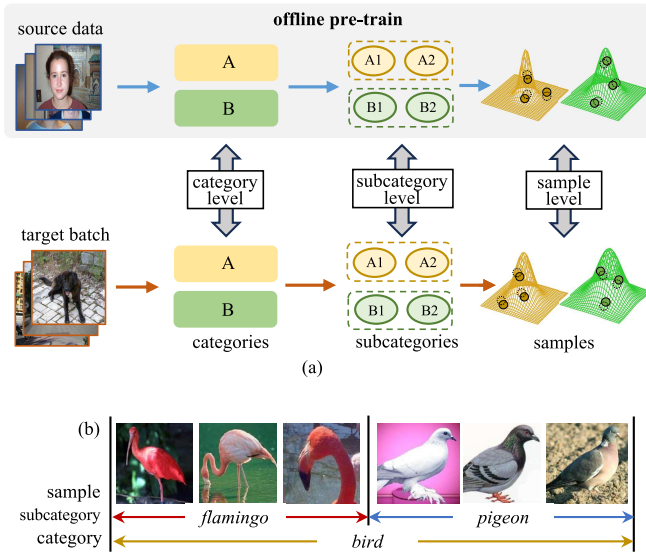 offline pre-train
source data
A
B
A1 A2
B1 B2
category
level
subcategory
level
sample
level
target batch
A
B
A1 A2
B1 B2
categories
subcategories
samples
(a)
(b)
sample
subcategory
flamingo
pigeon
category
bird